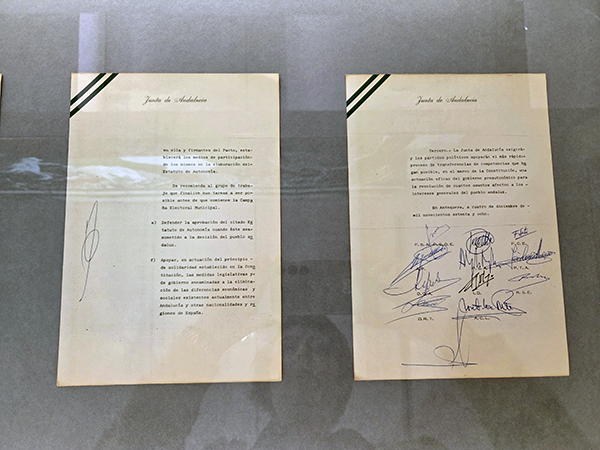 Junta de Andalucía
en vila y firmantes del Pacto, esta-
blecerá los medios de participación
de los mismos en la elaboración del
Estatuto de Autonomía.
Se recomienda al grupo de traba-
jo que finalice sus tareas a ser po-
sible antes de que comience la Campa
ña Electoral Municipal.
Defender la aprobación del citado Es
tatuto de Autonomía cuando éste sea
sometido a la decisión del pueblo an
daluz.
f) Apoyar, en actuación del principio
de solidaridad establecido en la Cons
titución, las medidas legislativas y
de gobierno encaminadas a la elimina-
ción de las diferencias económicas y
sociales existentes actualmente entre
Andalucía y otras nacionalidades y re
giones de España.
Junta de Andalucía
Tercero.- La Junta de Andalucía exigirá y
los partidos políticos apoyarán el más rápido
proceso de transferencias de competencias que ha
gan posible, en el marco de la Constitución, una
actuación eficaz del gobierno preautonómico para
la resolución de cuantos asuntos afecten a los
intereses generales del pueblo andaluz.
En Antequera, a cuatro de diciembre de
mil novecientos setenta y ocho.
P.C.E.
P.T.A.
I.D.
O.R.T.
A.C.L.